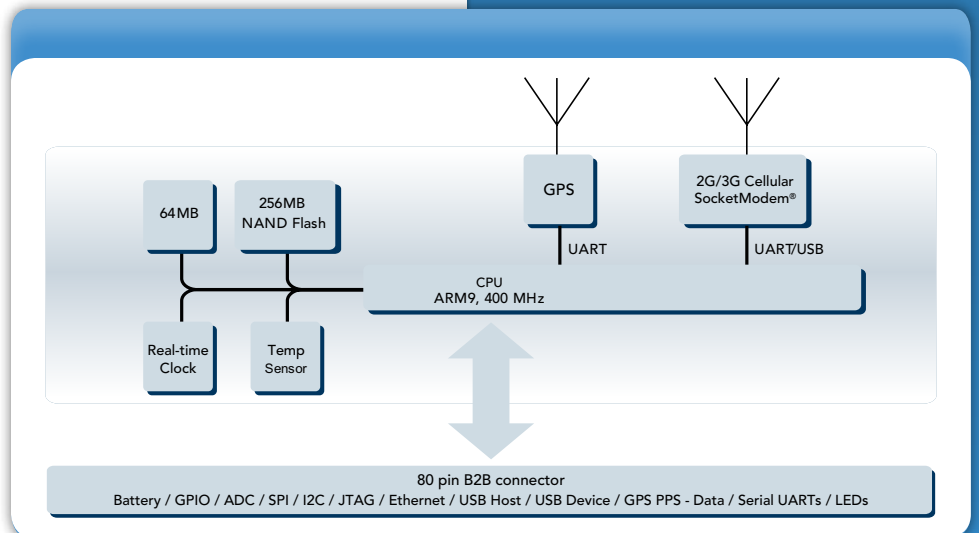 GPS
2G/3G Cellular
SocketModem®
64MB
256MB
NAND Flash
UART
UART/USB
CPU
ARM9, 400 MHz
Real-time
Clock
Temp
Sensor
80 pin B2B connector
Battery / GPIO / ADC / SPI / I2C / JTAG / Ethernet / USB Host / USB Device / GPS PPS - Data / Serial UARTs / LEDs